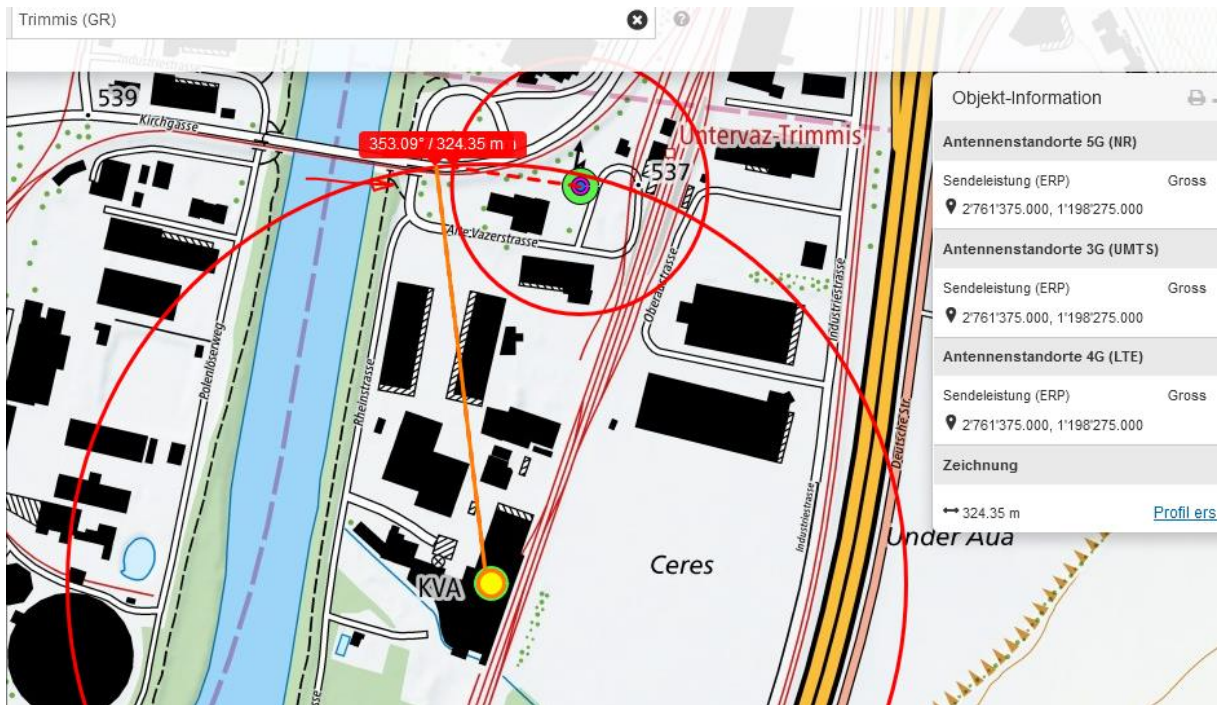 Trimmis (GR)
539
Kirchgasse
353.09° / 324.35 m
Untervaz-Trimmis
537
Alte Vazerstrasse
Polenlöserweg
Rheinstrasse
Oberaustrasse
Industriestrasse
Industriestrasse
Industriestrasse
Deutsche Str.
KVA
Ceres
Under Aua
Objekt-Information
Antennenstandorte 5G (NR)
Sendeleistung (ERP) Gross
2'761'375.000, 1'198'275.000
Antennenstandorte 3G (UMTS)
Sendeleistung (ERP) Gross
2'761'375.000, 1'198'275.000
Antennenstandorte 4G (LTE)
Sendeleistung (ERP) Gross
2'761'375.000, 1'198'275.000
Zeichnung
324.35 m Profil ers